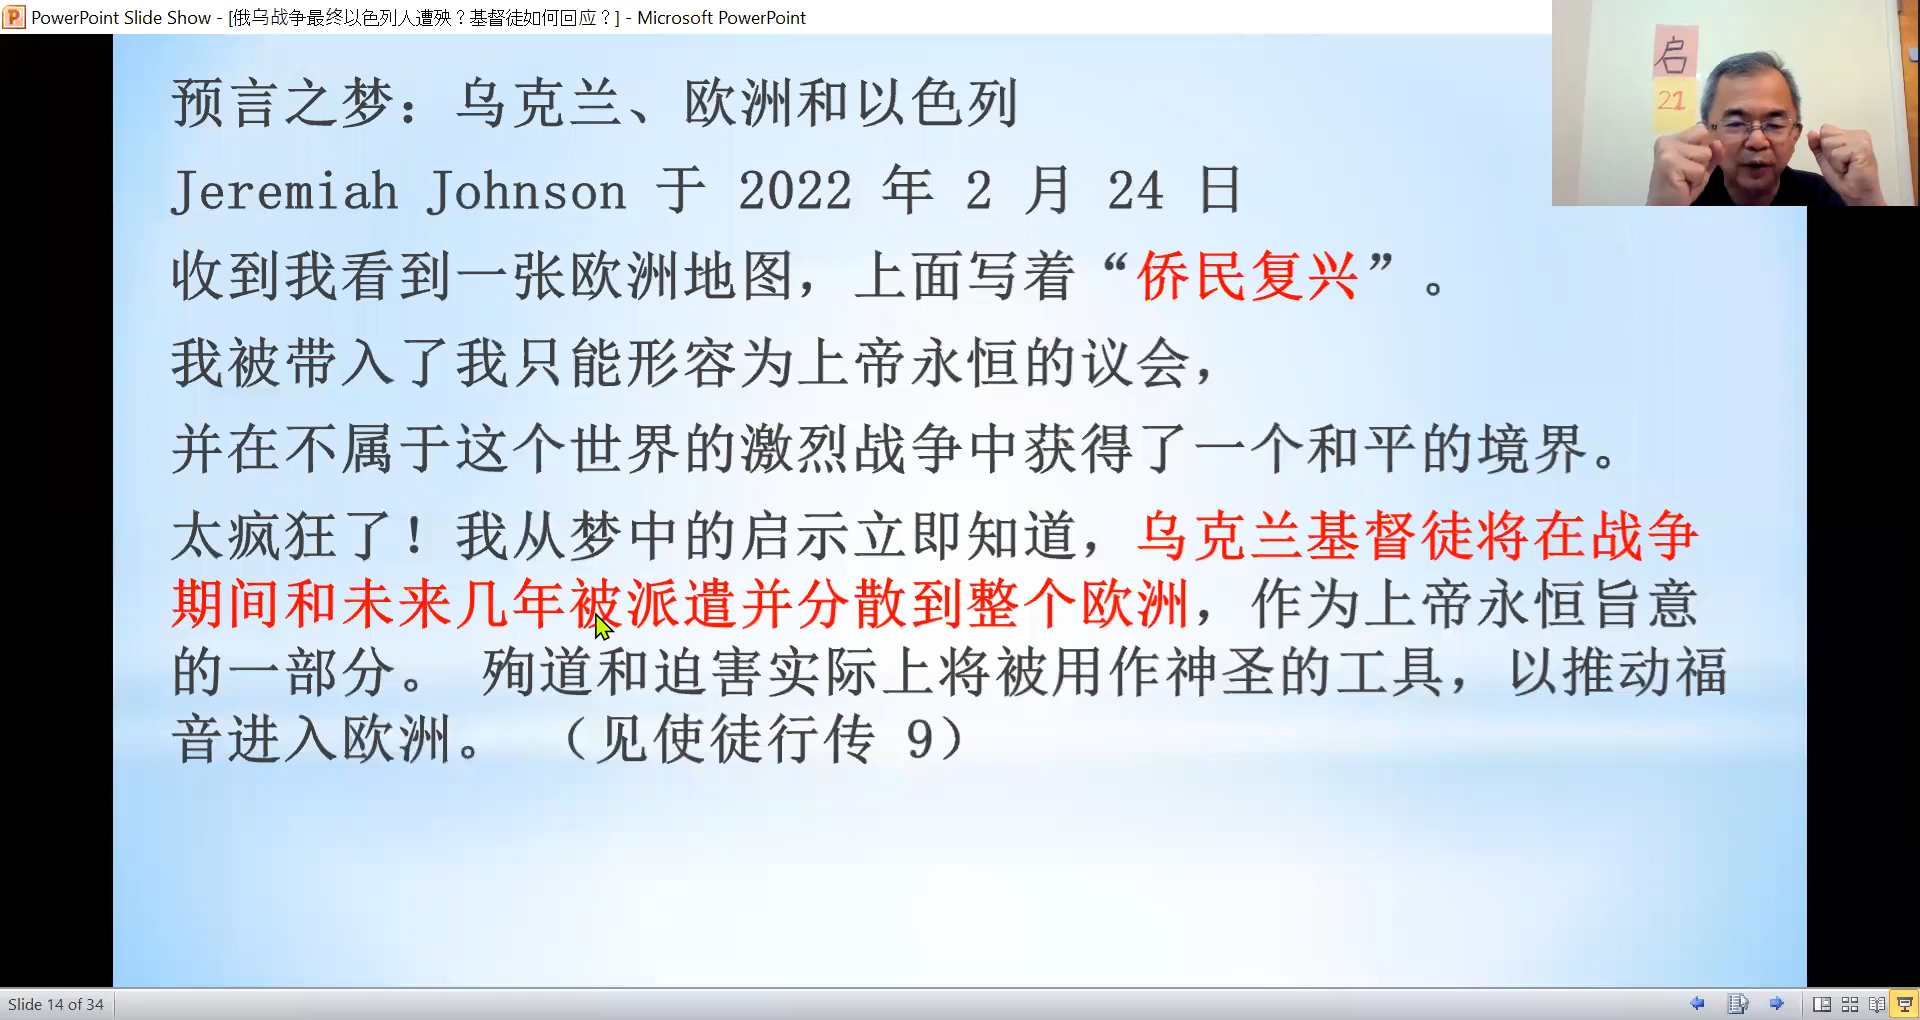 PowerPoint Slide Show - [俄乌战争最终以色列人遭殃？基督徒如何回应？] - Microsoft PowerPoint
启
21
预言之梦：乌克兰、欧洲和以色列
Jeremiah Johnson 于 2022 年 2 月 24 日
收到我看到一张欧洲地图，上面写着“侨民复兴”。
我被带入了我只能形容为上帝永恒的议会，
并在不属于这个世界的激烈战争中获得了一个和平的境界。
太疯狂了！我从梦中的启示立即知道，乌克兰基督徒将在战争
期间和未来几年被派遣并分散到整个欧洲，作为上帝永恒旨意
的一部分。 殉道和迫害实际上将被用作神圣的工具，以推动福
音进入欧洲。 （见使徒行传 9）
Slide 14 of 34